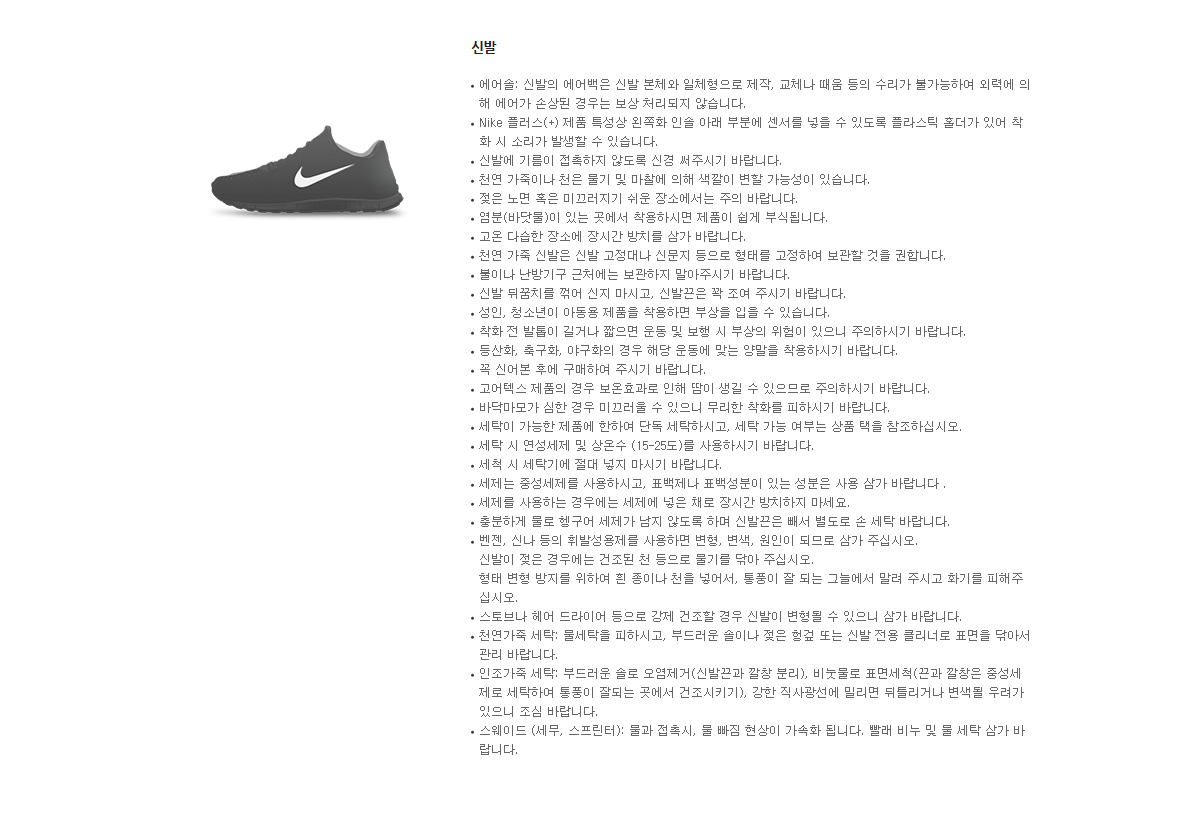 신발
• 에어솔: 신발의 에어백은 신발 본체와 일체형으로 제작, 교체나 때움 등의 수리가 불가능하여 외력에 의
해 에어가 손상된 경우는 보상 처리되지 않습니다.
• Nike 플러스(+) 제품 특성상 왼쪽화 인솔 아래 부분에 센서를 넣을 수 있도록 플라스틱 홀더가 있어 착
화 시 소리가 발생할 수 있습니다.
• 신발에 기름이 접촉하지 않도록 신경 써주시기 바랍니다.
• 천연 가죽이나 천은 물기 및 마찰에 의해 색깔이 변할 가능성이 있습니다.
• 젖은 노면 혹은 미끄러지기 쉬운 장소에서는 주의 바랍니다.
• 염분(바닷물)이 있는 곳에서 착용하시면 제품이 쉽게 부식됩니다.
• 고온 다습한 장소에 장시간 방치를 삼가 바랍니다.
• 천연 가죽 신발은 신발 고정대나 신문지 등으로 형태를 고정하여 보관할 것을 권합니다.
• 불이나 난방기구 근처에는 보관하지 말아주시기 바랍니다.
• 신발 뒤꿈치를 꺾어 신지 마시고, 신발끈은 꽉 조여 주시기 바랍니다.
• 성인, 청소년이 아동용 제품을 착용하면 부상을 입을 수 있습니다.
• 착화 전 발톱이 길거나 짧으면 운동 및 보행 시 부상의 위험이 있으니 주의하시기 바랍니다.
• 등산화, 축구화, 야구화의 경우 해당 운동에 맞는 양말을 착용하시기 바랍니다.
• 꼭 신어본 후에 구매하여 주시기 바랍니다.
• 고어텍스 제품의 경우 보온효과로 인해 땀이 생길 수 있으므로 주의하시기 바랍니다.
• 바닥마모가 심한 경우 미끄러울 수 있으니 무리한 착화를 피하시기 바랍니다.
• 세탁이 가능한 제품에 한하여 단독 세탁하시고, 세탁 가능 여부는 상품 택을 참조하십시오.
• 세탁 시 연성세제 및 상온수 (15-25도)를 사용하시기 바랍니다.
• 세척 시 세탁기에 절대 넣지 마시기 바랍니다.
• 세제는 중성세제를 사용하시고, 표백제나 표백성분이 있는 성분은 사용 삼가 바랍니다 .
• 세제를 사용하는 경우에는 세제에 넣은 채로 장시간 방치하지 마세요.
• 충분하게 물로 헹구어 세제가 남지 않도록 하며 신발끈은 빼서 별도로 손 세탁 바랍니다.
• 벤젠, 신나 등의 휘발성용제를 사용하면 변형, 변색, 원인이 되므로 삼가 주십시오.
신발이 젖은 경우에는 건조된 천 등으로 물기를 닦아 주십시오.
형태 변형 방지를 위하여 흰 종이나 천을 넣어서, 통풍이 잘 되는 그늘에서 말려 주시고 화기를 피해주
십시오.
• 스토브나 헤어 드라이어 등으로 강제 건조할 경우 신발이 변형될 수 있으니 삼가 바랍니다.
• 천연가죽 세탁: 물세탁을 피하시고, 부드러운 솔이나 젖은 헝겊 또는 신발 전용 클리너로 표면을 닦아서
관리 바랍니다.
• 인조가죽 세탁: 부드러운 솔로 오염제거(신발끈과 깔창 분리), 비눗물로 표면세척(끈과 깔창은 중성세
제로 세탁하여 통풍이 잘되는 곳에서 건조시키기), 강한 직사광선에 말리면 뒤틀리거나 변색될 우려가
있으니 조심 바랍니다.
• 스웨이드 (세무, 스프린터): 물과 접촉시, 물 빠짐 현상이 가속화 됩니다. 빨래 비누 및 물 세탁 삼가 바
랍니다.